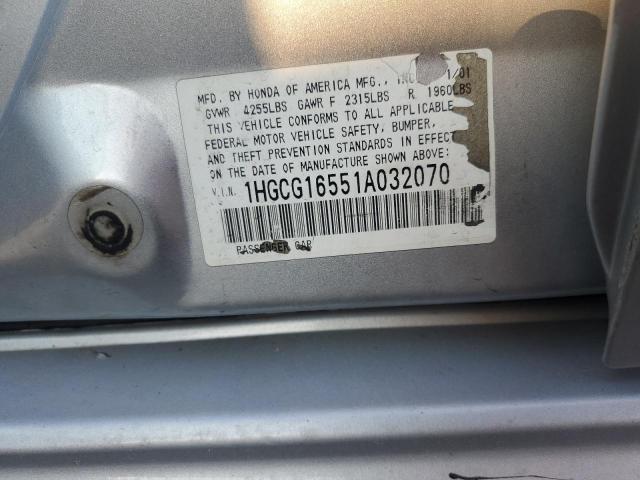 MFD. BY HONDA OF AMERICA MFG., INC. 1/01
GVWR 4255LBS GAWR F 2315LBS R 1960LBS
THIS VEHICLE CONFORMS TO ALL APPLICABLE
FEDERAL MOTOR VEHICLE SAFETY, BUMPER,
AND THEFT PREVENTION STANDARDS IN EFFECT
ON THE DATE OF MANUFACTURE SHOWN ABOVE:
V.I.N. 1HGCG16551A032070
PASSENGER CAR